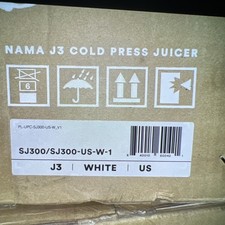 NAMA J3 COLD PRESS JUICER
6
SJ300/SJ300-US-W-1
J3 | WHITE | US